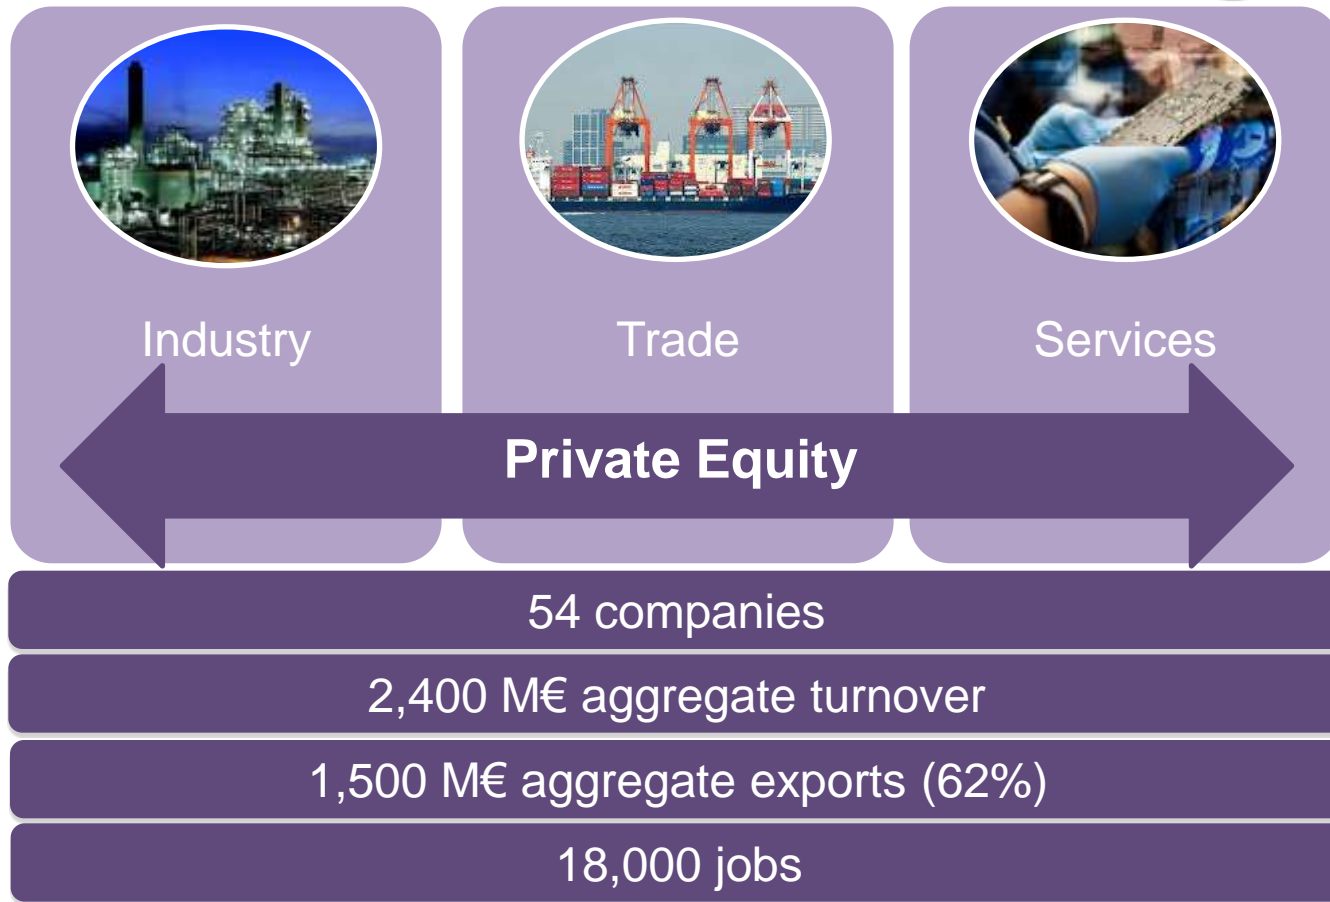 Industry
Trade
Services
Private Equity
54 companies
2,400 M€ aggregate turnover
1,500 M€ aggregate exports (62%)
18,000 jobs